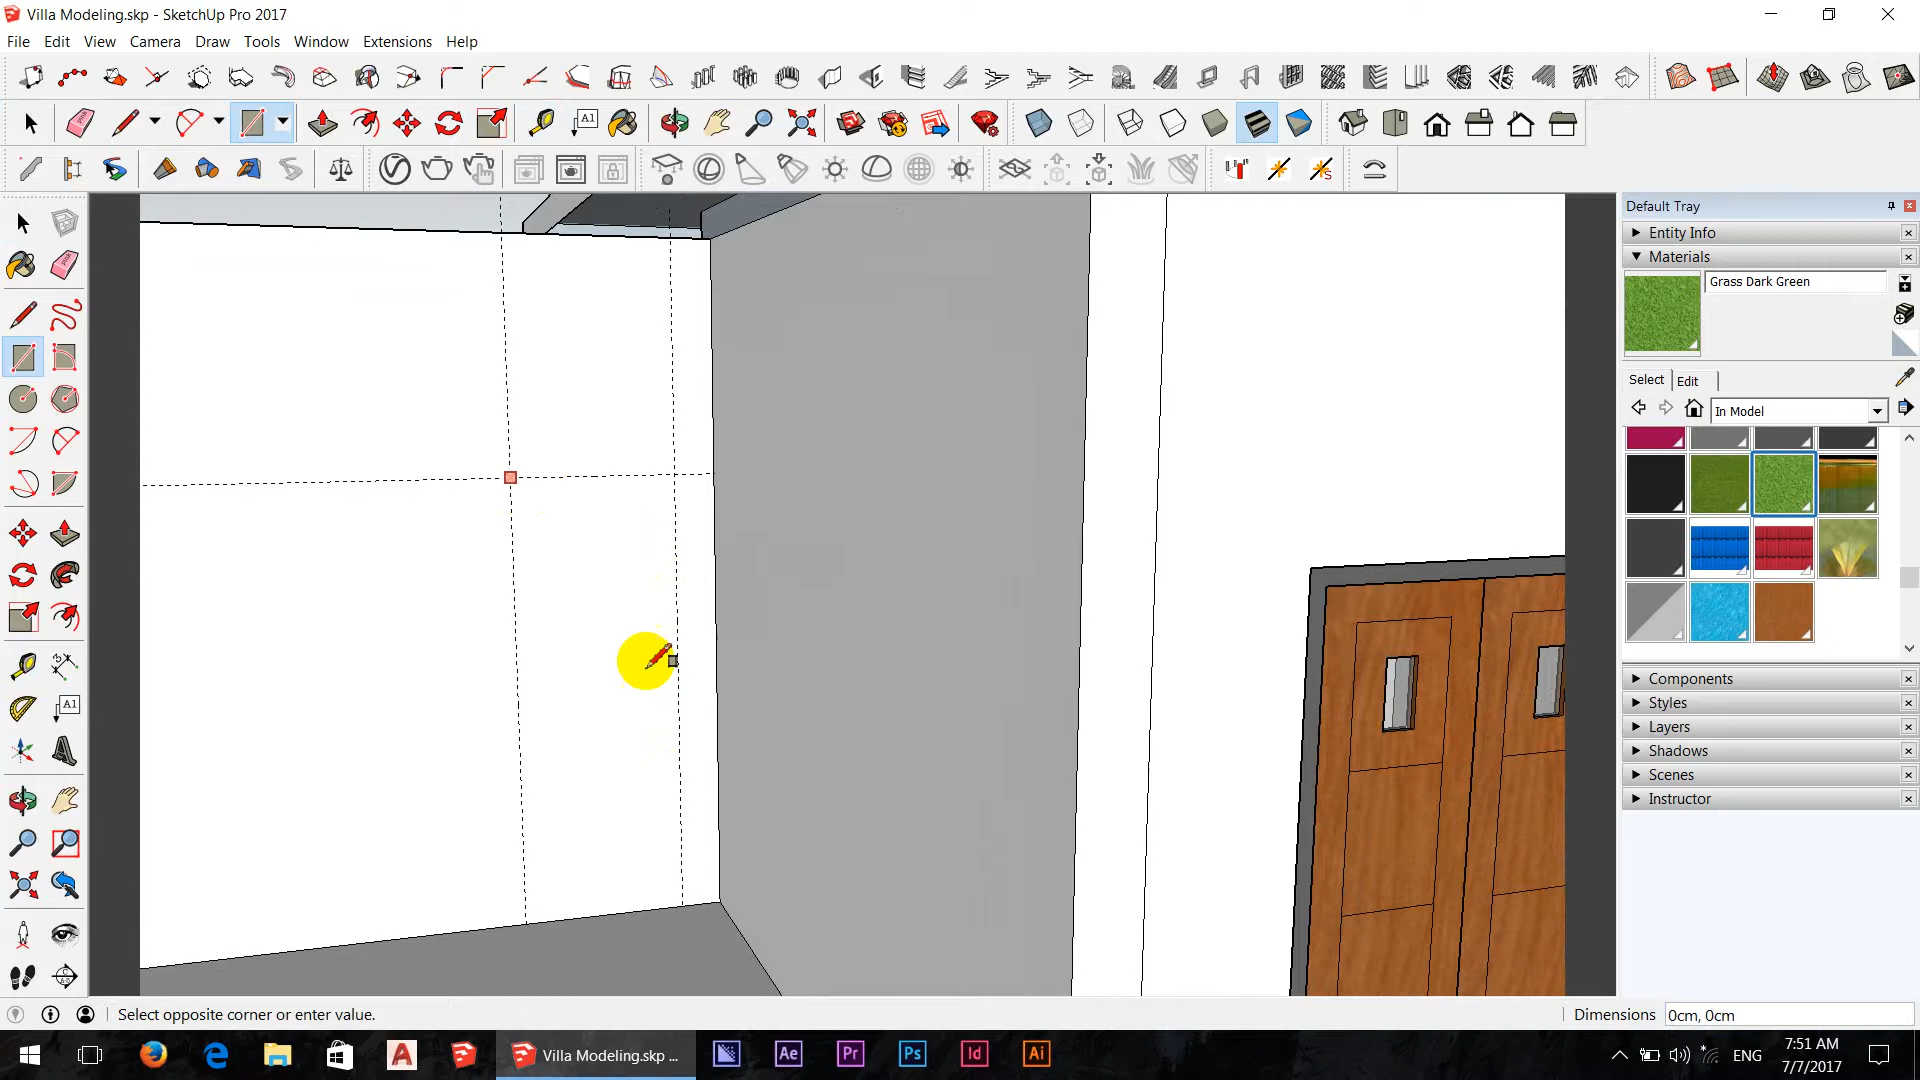 Villa Modeling.skp - SketchUp Pro 2017
File Edit View Camera Draw Tools Window Extensions Help
A1
Default Tray
Entity Info
Materials
Grass Dark Green
Select Edit
In Model
A1
Components
Styles
Layers
Shadows
Scenes
Instructor
Select opposite corner or enter value.
Dimensions 0cm, 0cm
Villa Modeling.skp ...
Ae Pr Ps Id Ai
ENG
7:51 AM
7/7/2017